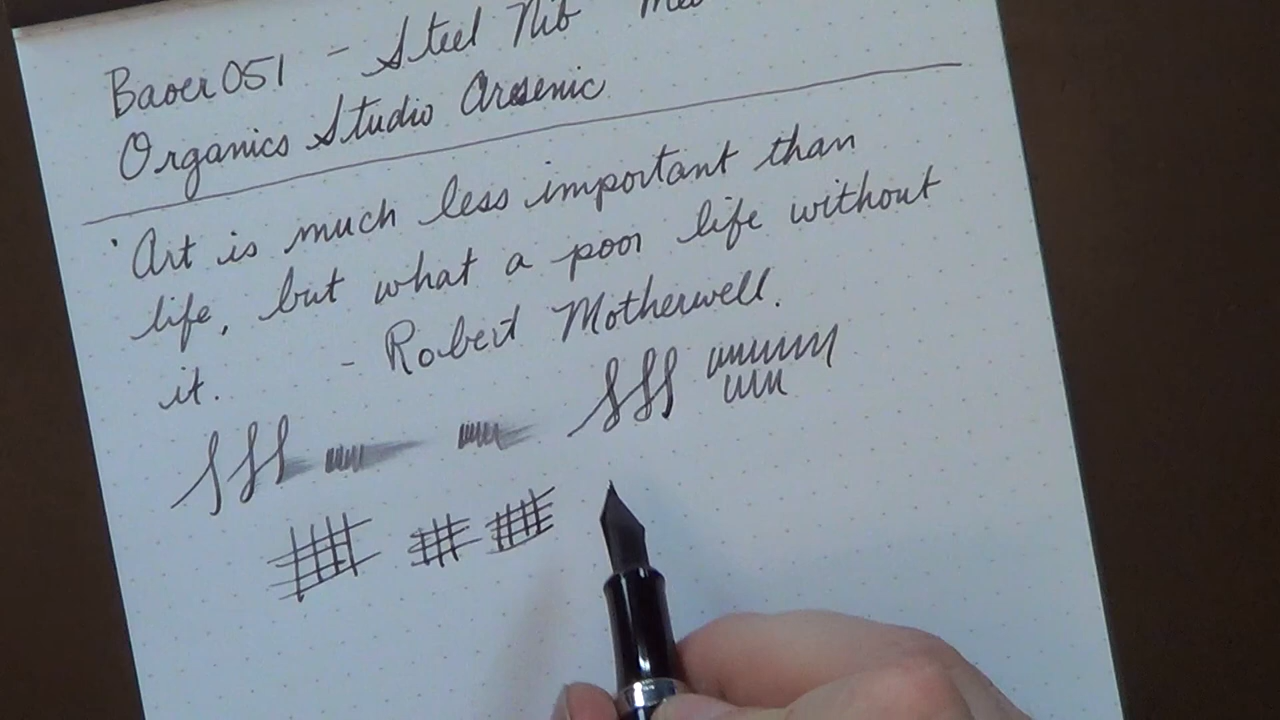 Baoer 051 - Steel Nib
Organics Studio Arsenic
"Art is much less important than
life, but what a poor life without
it. - Robert Motherwell.